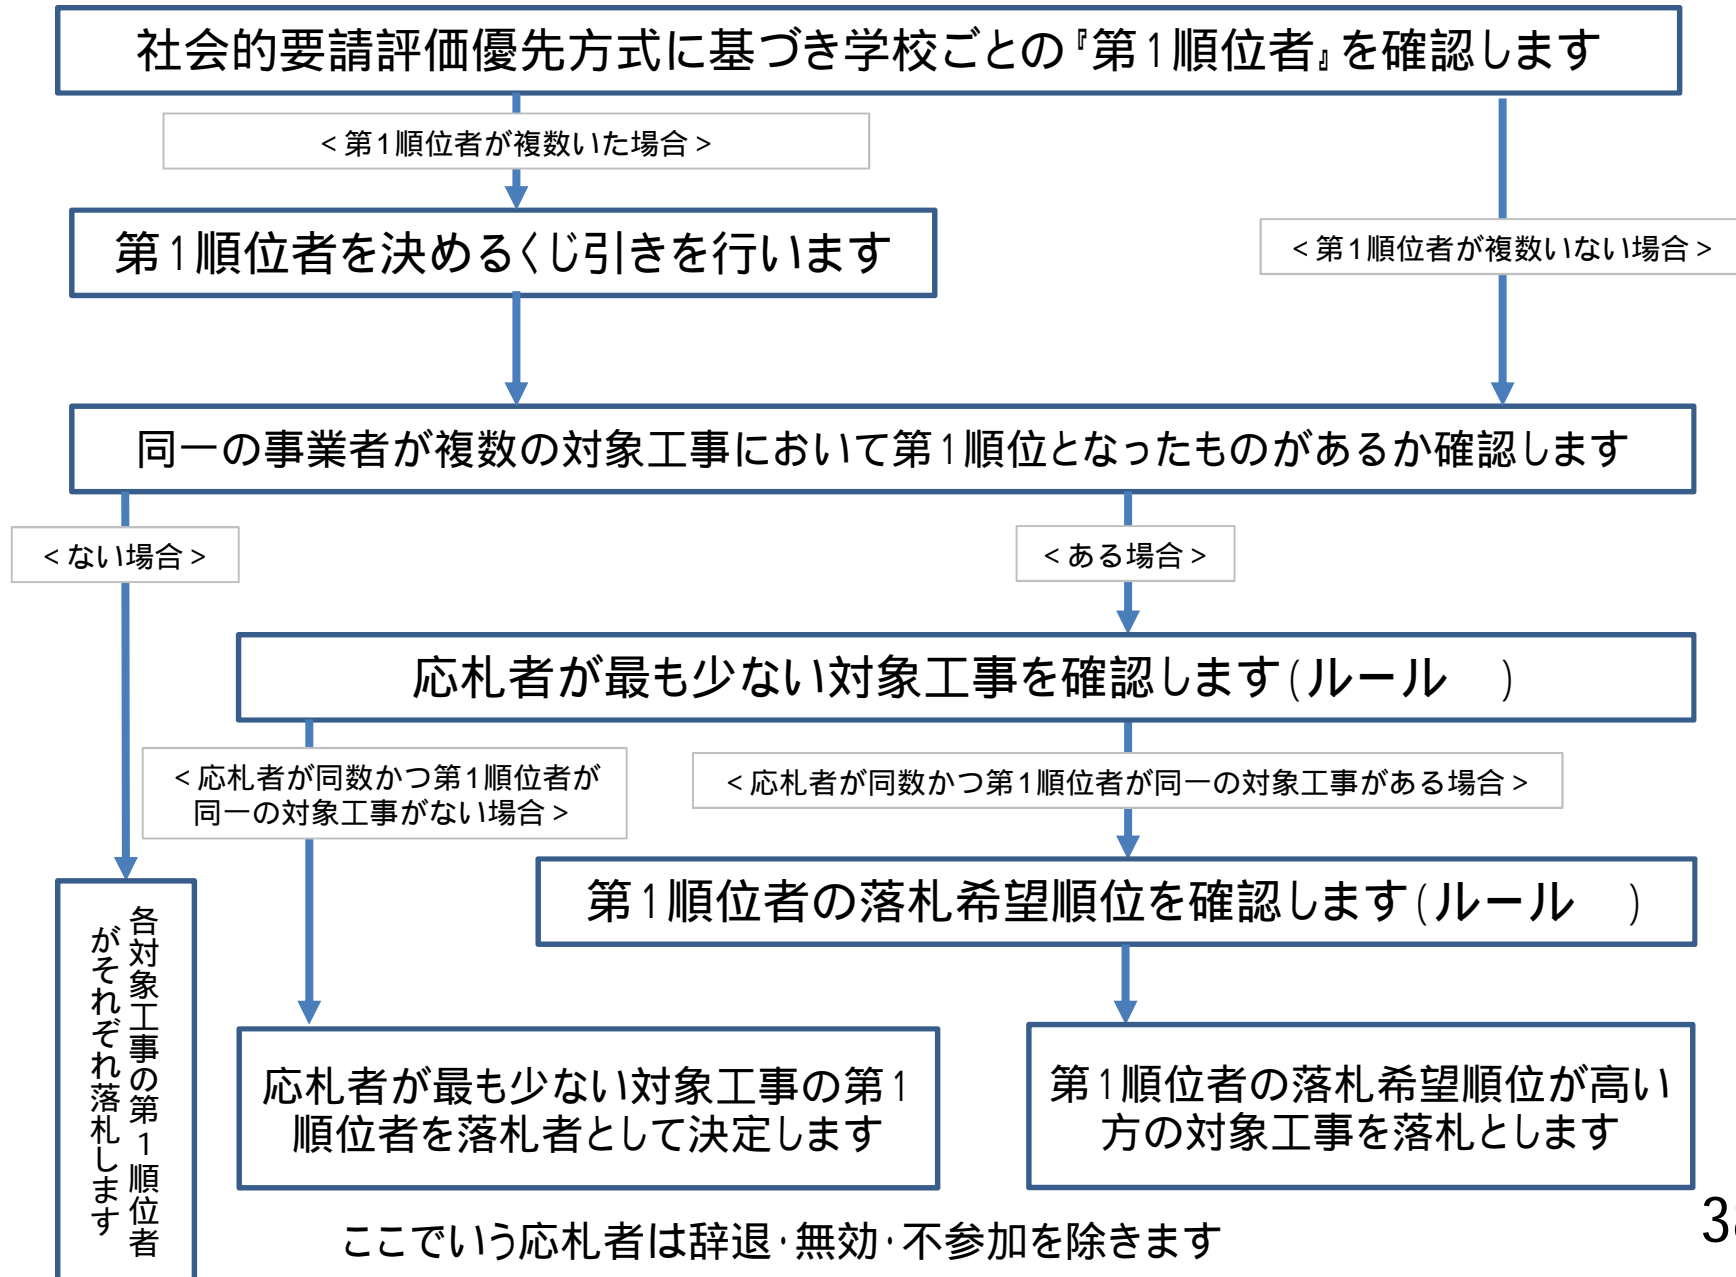 社会的要請評価優先方式に基づき学校ごとの『第1順位者』を確認します
<第1順位者が複数いた場合>
第1順位者を決めるくじ引きを行います
<第1順位者が複数いない場合>
同一の事業者が複数の対象工事において第1順位となったものがあるか確認します
<ない場合>
<ある場合>
応札者が最も少ない対象工事を確認します(ルール　)
<応札者が同数かつ第1順位者が
同一の対象工事がない場合>
<応札者が同数かつ第1順位者が同一の対象工事がある場合>
第1順位者の落札希望順位を確認します(ルール　)
各対象工事の第1順位者
がそれぞれ落札します
応札者が最も少ない対象工事の第1
順位者を落札者として決定します
第1順位者の落札希望順位が高い
方の対象工事を落札とします
ここでいう応札者は辞退・無効・不参加を除きます